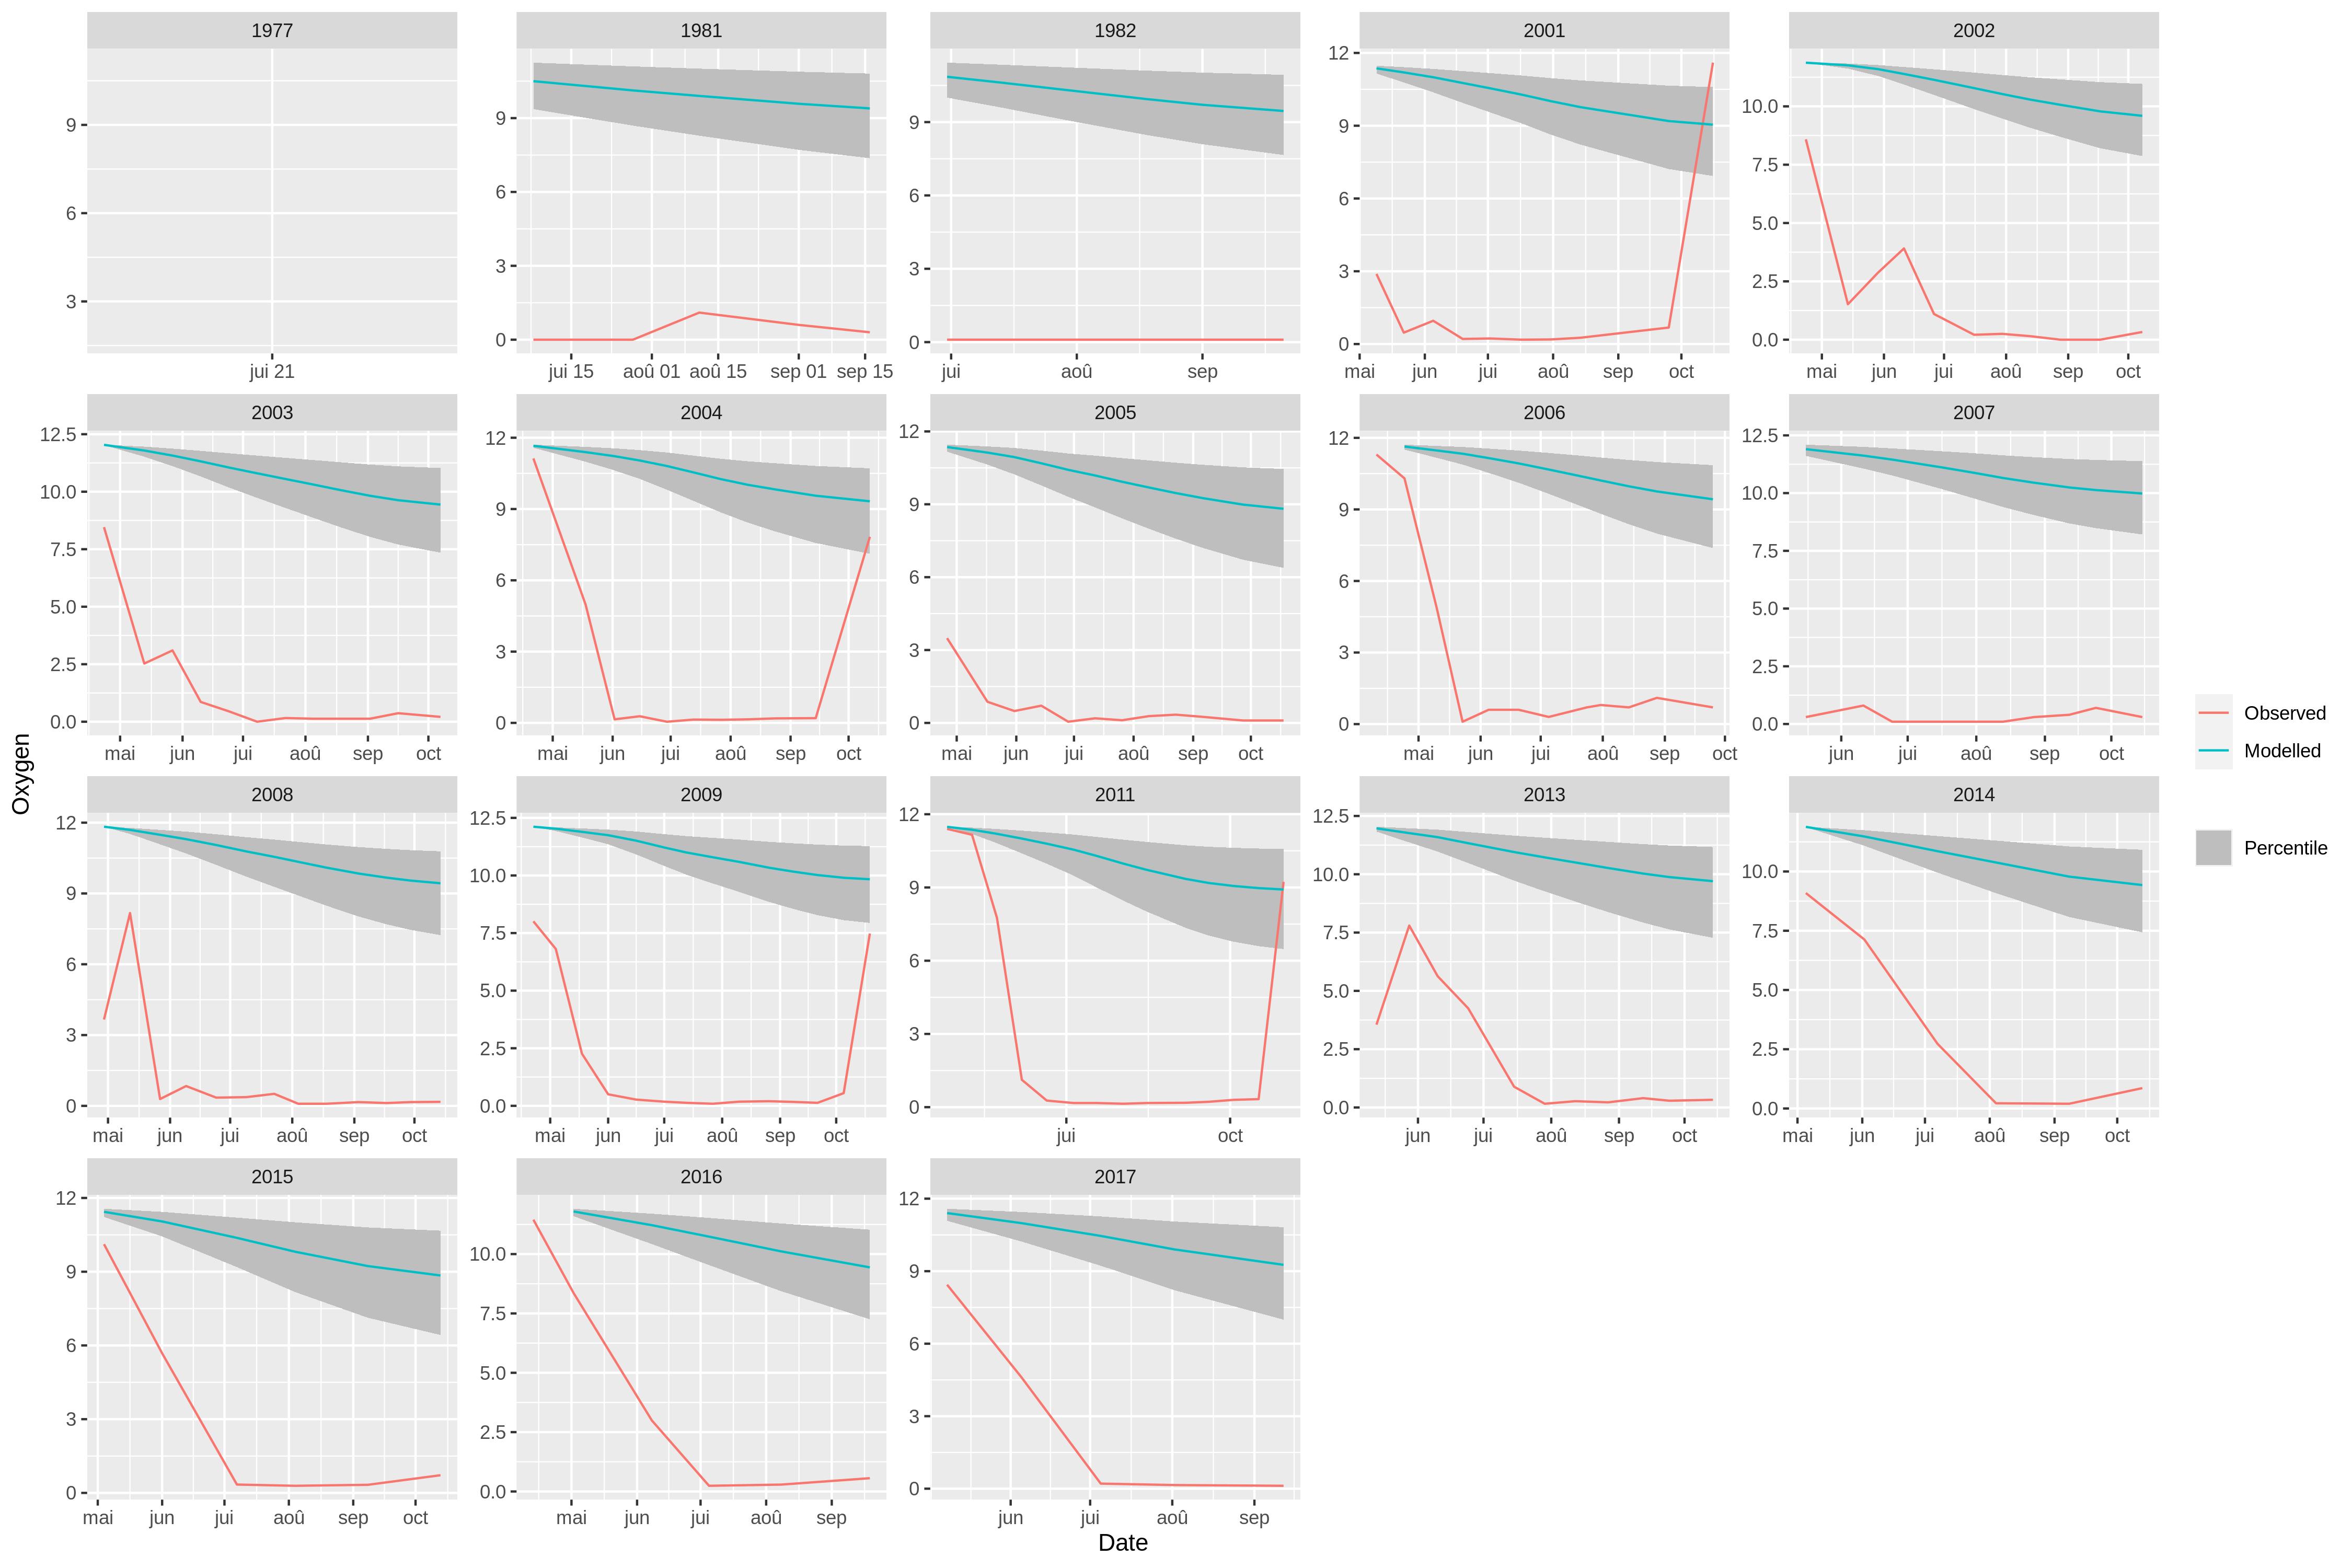 1977 1981 1982 2001 2002
9 6 3
9 6 3 0
9 6 3 0
12 9 6 3 0
10.0 7.5 5.0 2.5 0.0
jui 21
jui 15 aoû 01 aoû 15 sep 01 sep 15
jui aoû sep
mai jun jui aoû sep oct
mai jun jui aoû sep oct
2003 2004 2005 2006 2007
12.5 10.0 7.5 5.0 2.5 0.0
12 9 6 3 0
12 9 6 3 0
12 9 6 3 0
12.5 10.0 7.5 5.0 2.5 0.0
mai jun jui aoû sep oct
mai jun jui aoû sep oct
mai jun jui aoû sep oct
mai jun jui aoû sep oct
jun jui aoû sep oct
Oxygen
Observed
Modelled
Percentile
2008 2009 2011 2013 2014
12 9 6 3 0
12.5 10.0 7.5 5.0 2.5 0.0
12 9 6 3 0
12.5 10.0 7.5 5.0 2.5 0.0
10.0 7.5 5.0 2.5 0.0
mai jun jui aoû sep oct
mai jun jui aoû sep oct
jui oct
jun jui aoû sep oct
mai jun jui aoû sep oct
2015 2016 2017
12 9 6 3 0
10.0 7.5 5.0 2.5 0.0
12 9 6 3 0
mai jun jui aoû sep oct
mai jun jui aoû sep
jun jui aoû sep
Date